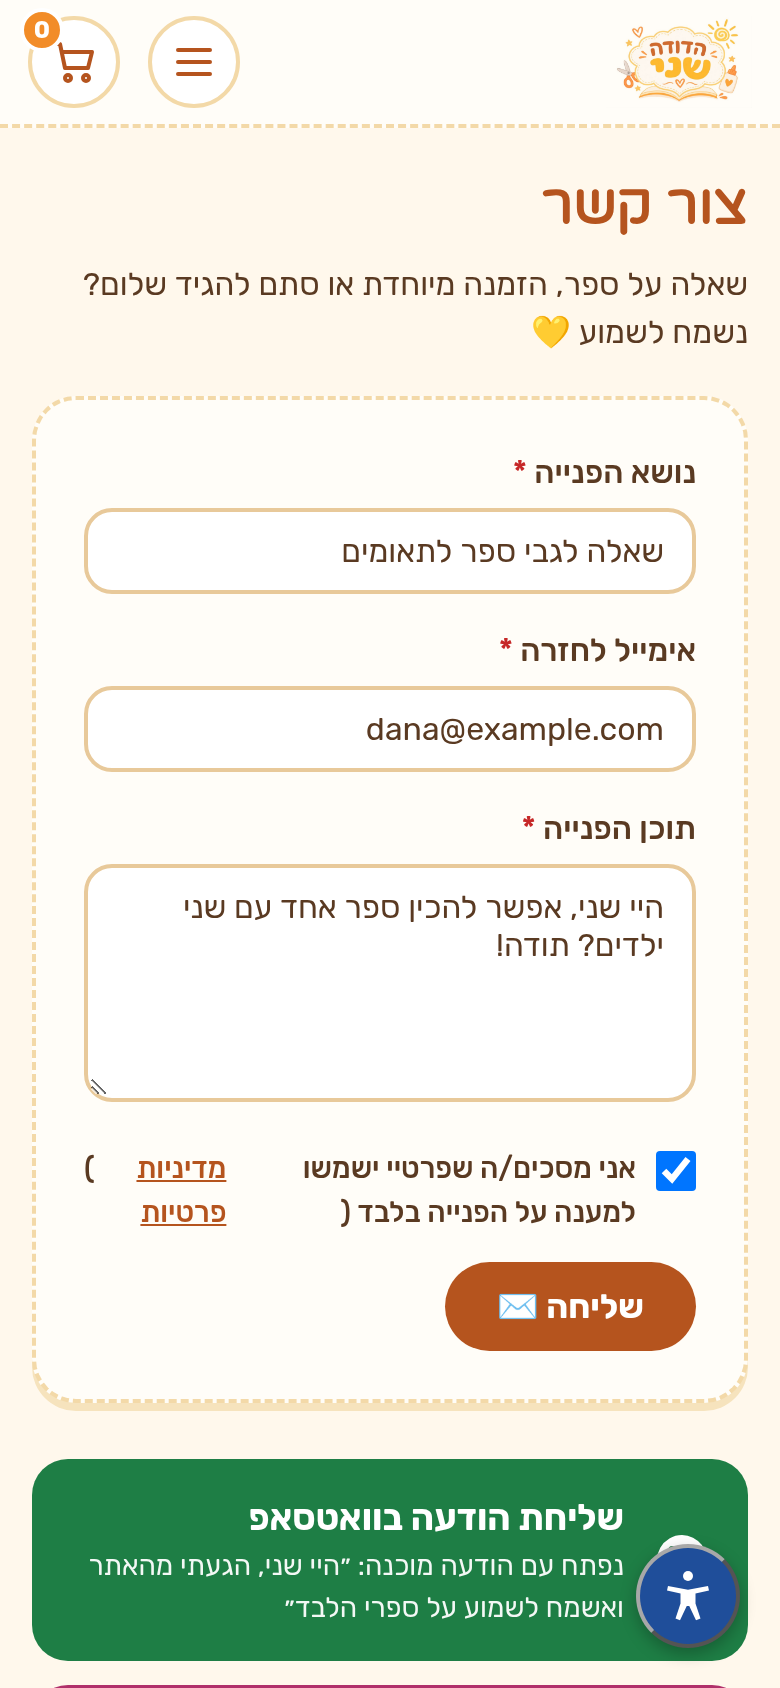 0
הדודה
שני
צור קשר
שאלה על ספר, הזמנה מיוחדת או סתם להגיד שלום?
נשמח לשמוע 💛
נושא הפנייה *
שאלה לגבי ספר לתאומים
אימייל לחזרה *
dana@example.com
תוכן הפנייה *
היי שני, אפשר להכין ספר אחד עם שני
ילדים? תודה!
אני מסכים/ה שפרטיי ישמשו
למענה על הפנייה בלבד (
מדיניות
פרטיות
)
שליחה ✉️
שליחת הודעה בוואטסאפ
נפתח עם הודעה מוכנה: ״היי שני, הגעתי מהאתר
ואשמח לשמוע על ספרי הלבד״